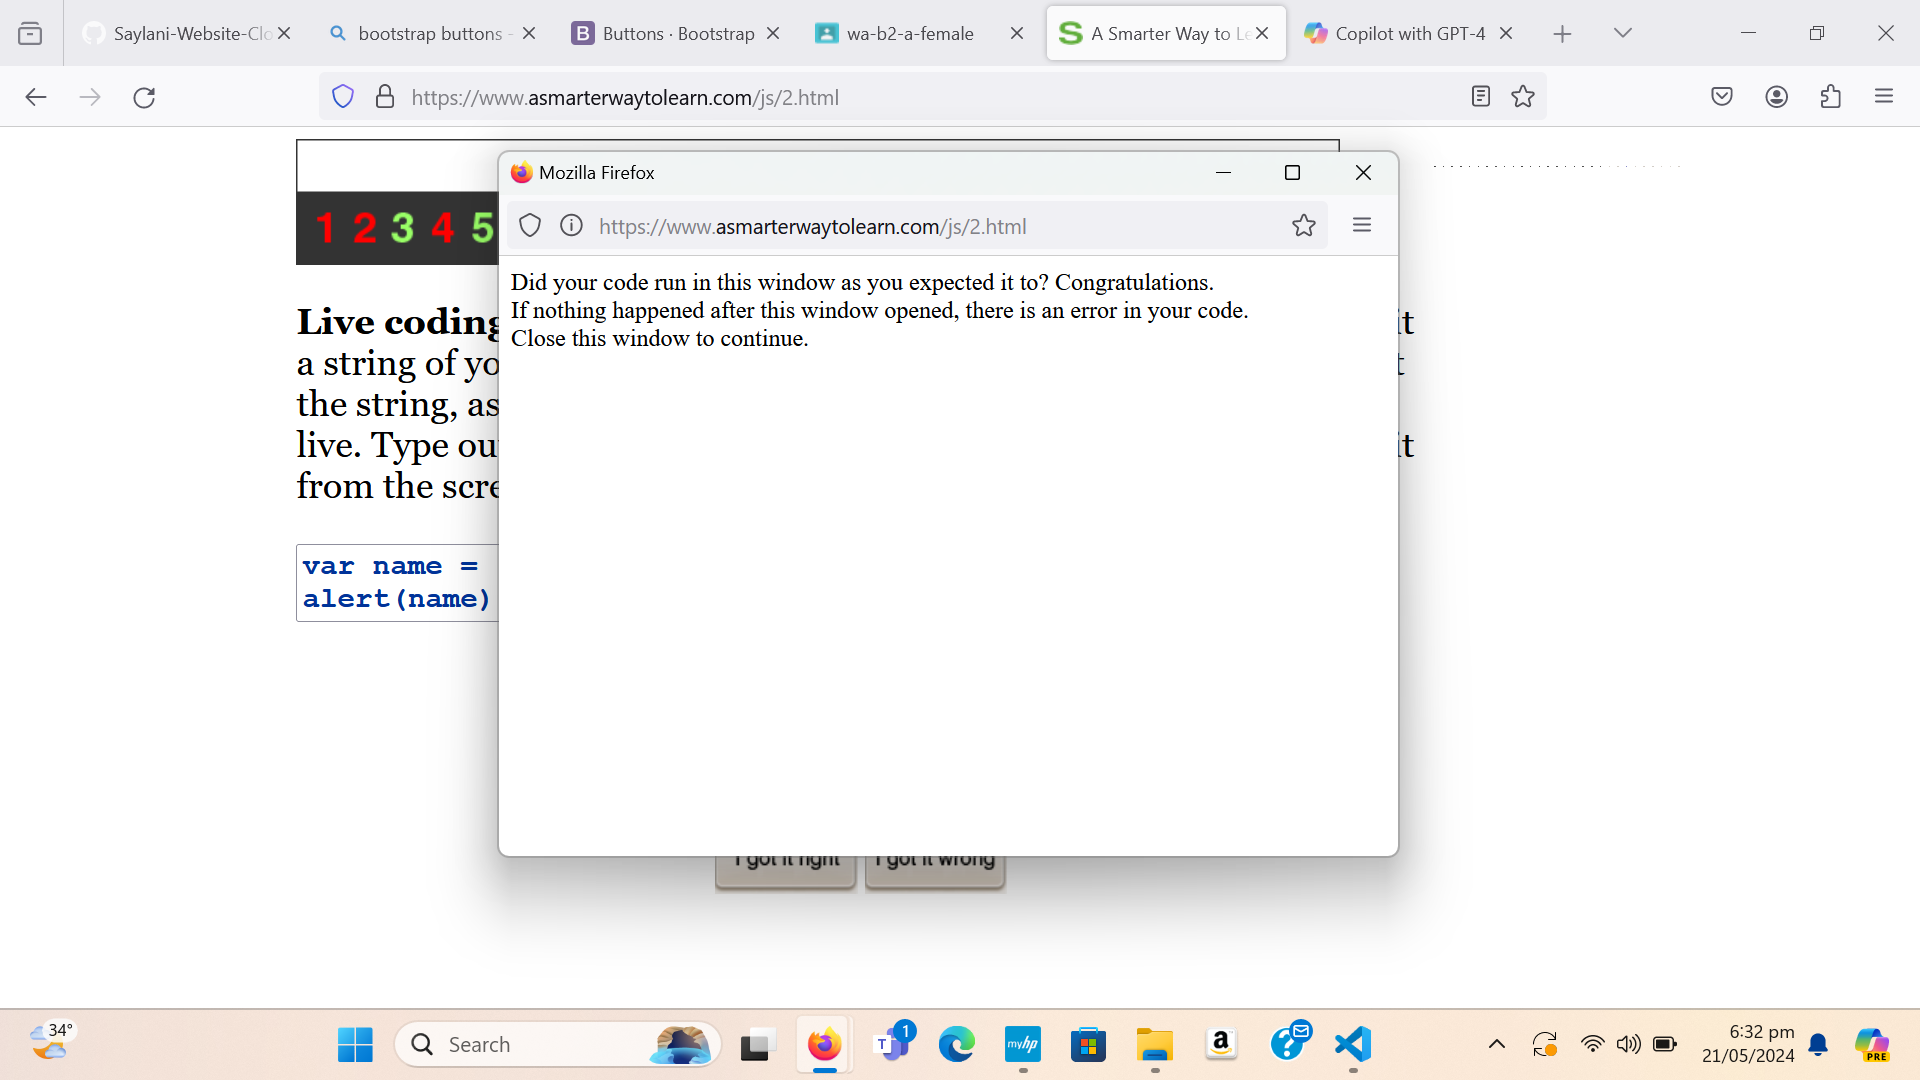 Saylani-Website-Clo
bootstrap buttons -
Buttons · Bootstrap
wa-b2-a-female
A Smarter Way to Le
Copilot with GPT-4
https://www.asmarterwaytolearn.com/js/2.html
Mozilla Firefox
https://www.asmarterwaytolearn.com/js/2.html
1 2 3 4 5
Did your code run in this window as you expected it to? Congratulations.
If nothing happened after this window opened, there is an error in your code.
Close this window to continue.
Live coding
it
a string of yo
t
the string, as
live. Type ou
it
from the scre
var name =
alert(name)
I got it right
I got it wrong
34°
Search
T
1
myhp
a
?
6:32 pm
21/05/2024
PRE